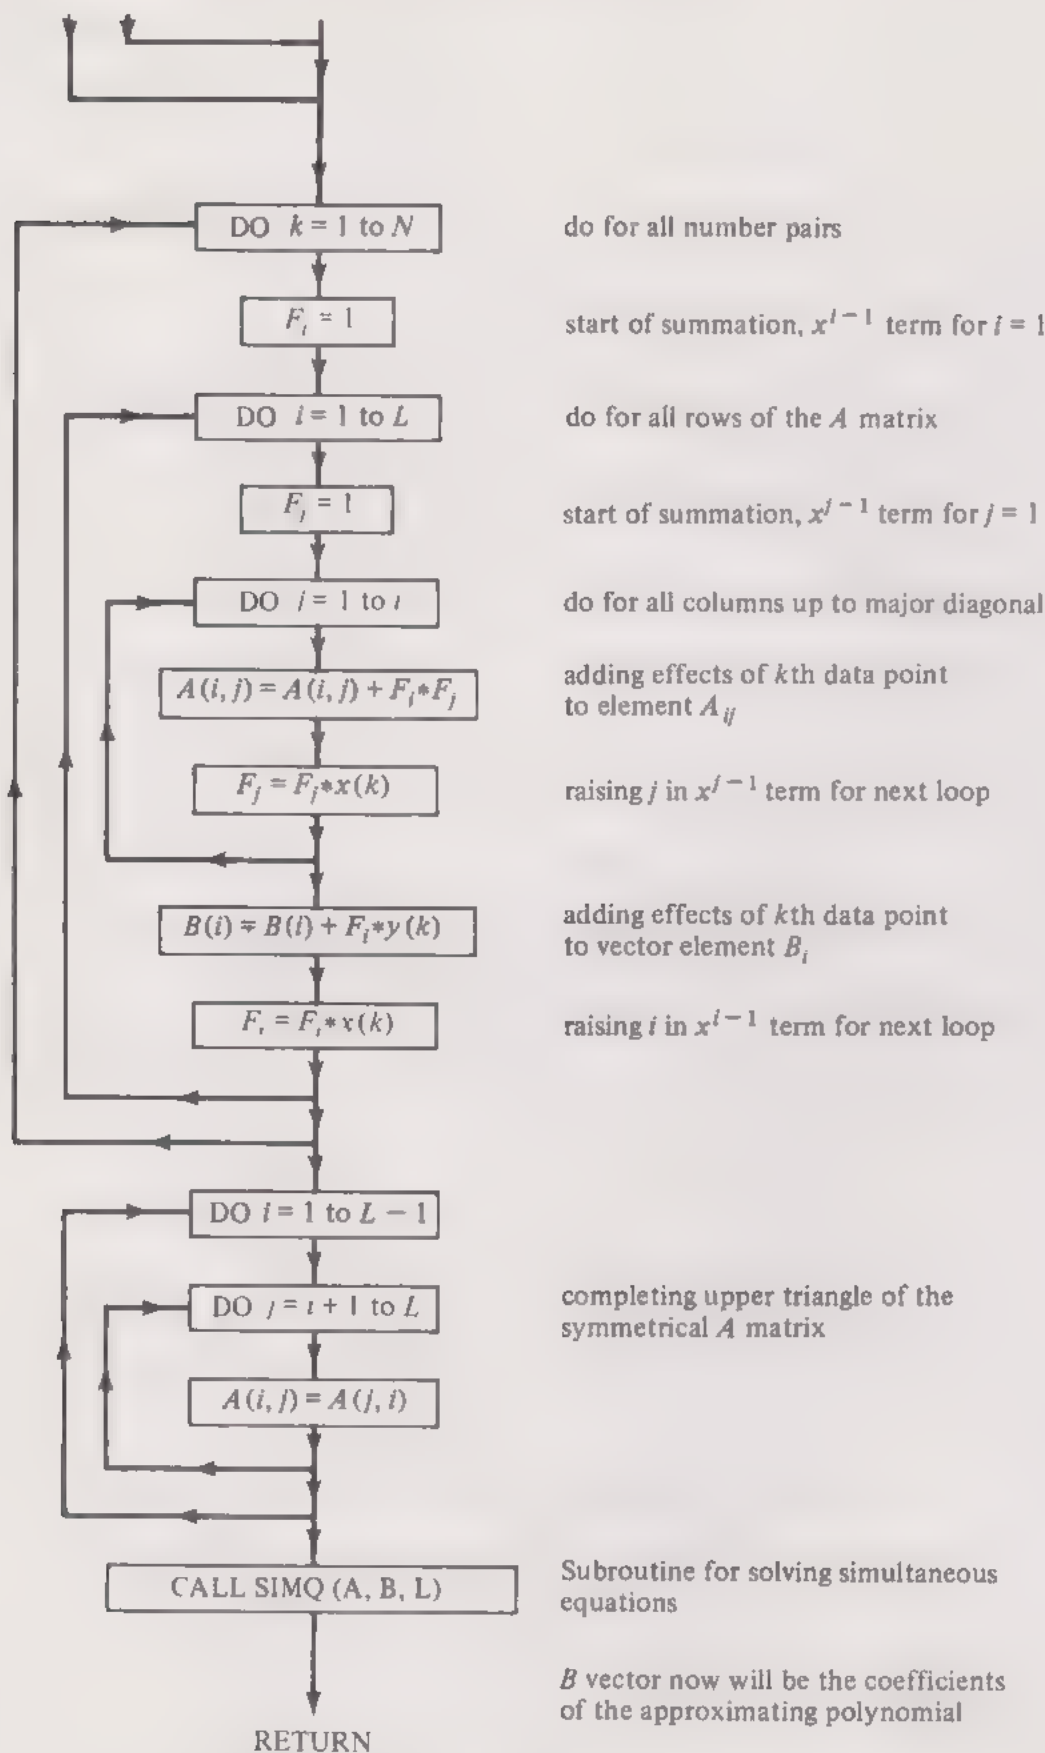 DO k = 1 to N
do for all number pairs
F_i = 1
start of summation, x^{i-1} term for i = 1
DO i = 1 to L
do for all rows of the A matrix
F_j = 1
start of summation, x^{j-1} term for j = 1
DO j = 1 to i
do for all columns up to major diagonal
A(i, j) = A(i, j) + F_i*F_j
adding effects of kth data point
to element A_{ij}
F_j = F_j*x(k)
raising j in x^{j-1} term for next loop
B(i) = B(i) + F_i*y(k)
adding effects of kth data point
to vector element B_i
F_i = F_i*x(k)
raising i in x^{i-1} term for next loop
DO i = 1 to L - 1
DO j = i + 1 to L
completing upper triangle of the
symmetrical A matrix
A(i, j) = A(j, i)
CALL SIMQ (A, B, L)
Subroutine for solving simultaneous
equations
B vector now will be the coefficients
of the approximating polynomial
RETURN